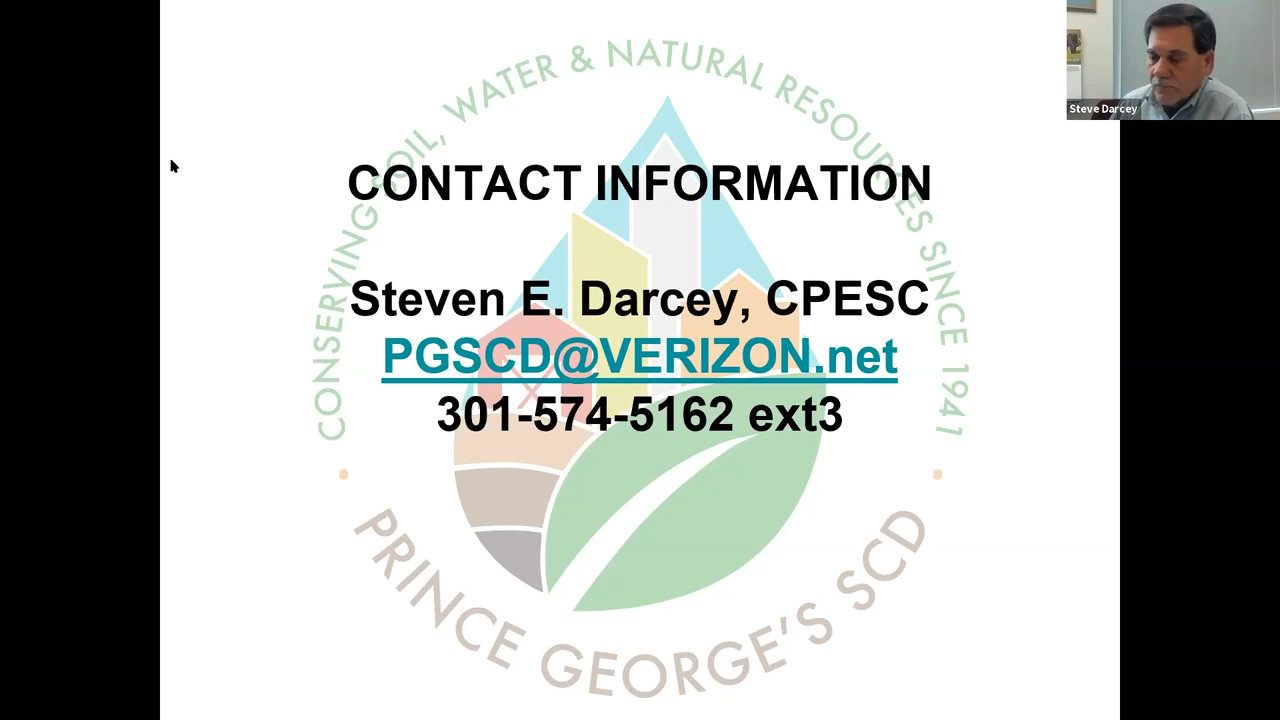 CONSERVING SOIL, WATER & NATURAL RESOURCES SINCE 1941
Steve Darcey
CONTACT INFORMATION
Steven E. Darcey, CPESC
PGSCD@VERIZON.net
301-574-5162 ext3
PRINCE GEORGE'S SCD